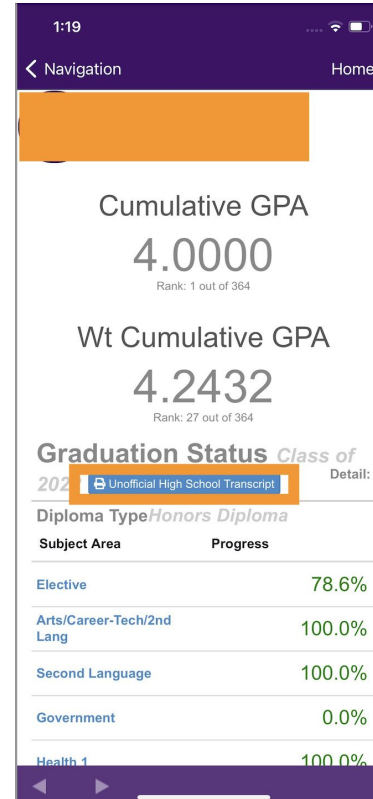 1:19
Navigation Home
Cumulative GPA
4.0000
Rank: 1 out of 364
Wt Cumulative GPA
4.2432
Rank: 27 out of 364
Graduation Status Class of
Unofficial High School Transcript Detail:
Diploma Type Honors Diploma
Subject Area Progress
Elective 78.6%
Arts/Career-Tech/2nd
Lang 100.0%
Second Language 100.0%
Government 0.0%
Health 1 100.0%